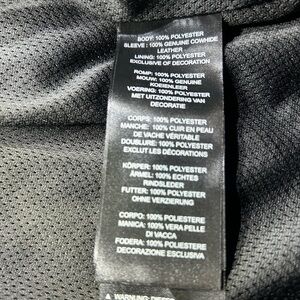 BODY: 100% POLYESTER
SLEEVE: 100% GENUINE COWHIDE
LEATHER
LINING: 100% POLYESTER
EXCLUSIVE OF DECORATION
ROMP: 100% POLYESTER
MOUW: 100% GENUINE
KOEIENLEER
VOERING: 100% POLYESTER
MET UITZONDERING VAN
DECORATIE
CORPS: 100% POLYESTER
MANCHE: 100% CUIR EN PEAU
DE VACHE VÉRITABLE
DOUBLURE: 100% POLYESTER
EXCLUT LES DÉCORATIONS
KÖRPER: 100% POLYESTER
ÄRMEL: 100% ECHTES
RINDSLEDER
FUTTER: 100% POLYESTER
OHNE VERZIERUNG
CORPO: 100% POLIESTERE
MANICA: 100% VERA PELLE
DI VACCA
FODERA: 100% POLIESTERE
DECORAZIONE ESCLUSIVA
WARNING: